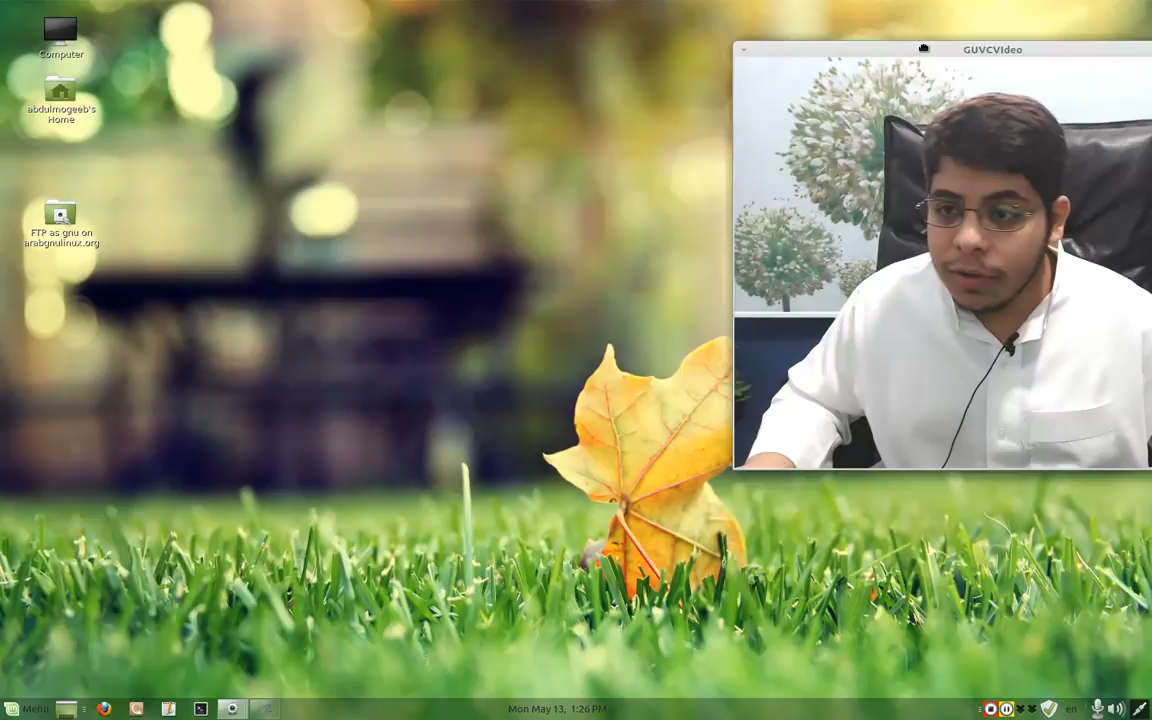 Computer
GUVCVIdeo
abdulmogeeb's
Home
FTP as gnu on
arabgnulinux.org
Menu
Mon May 13, 1:26 PM
en